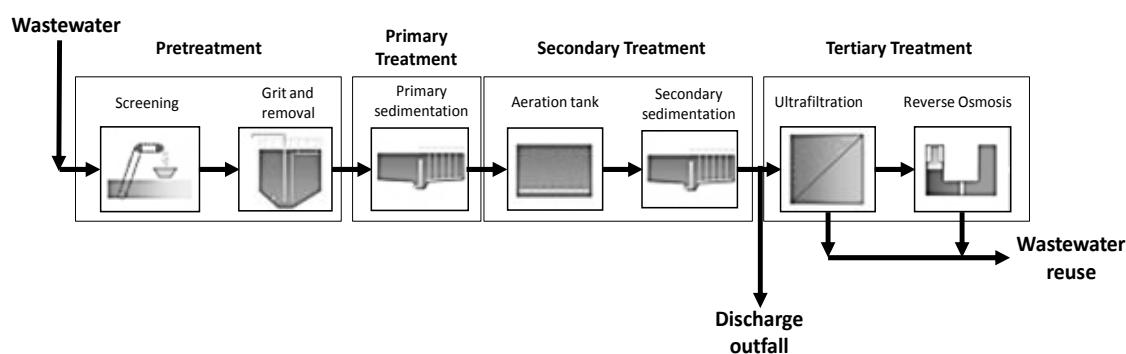 Wastewater
Pretreatment
Primary
Treatment
Secondary Treatment
Tertiary Treatment
Screening
Grit and
removal
Primary
sedimentation
Aeration tank
Secondary
sedimentation
Ultrafiltration
Reverse Osmosis
Wastewater
reuse
Discharge
outfall